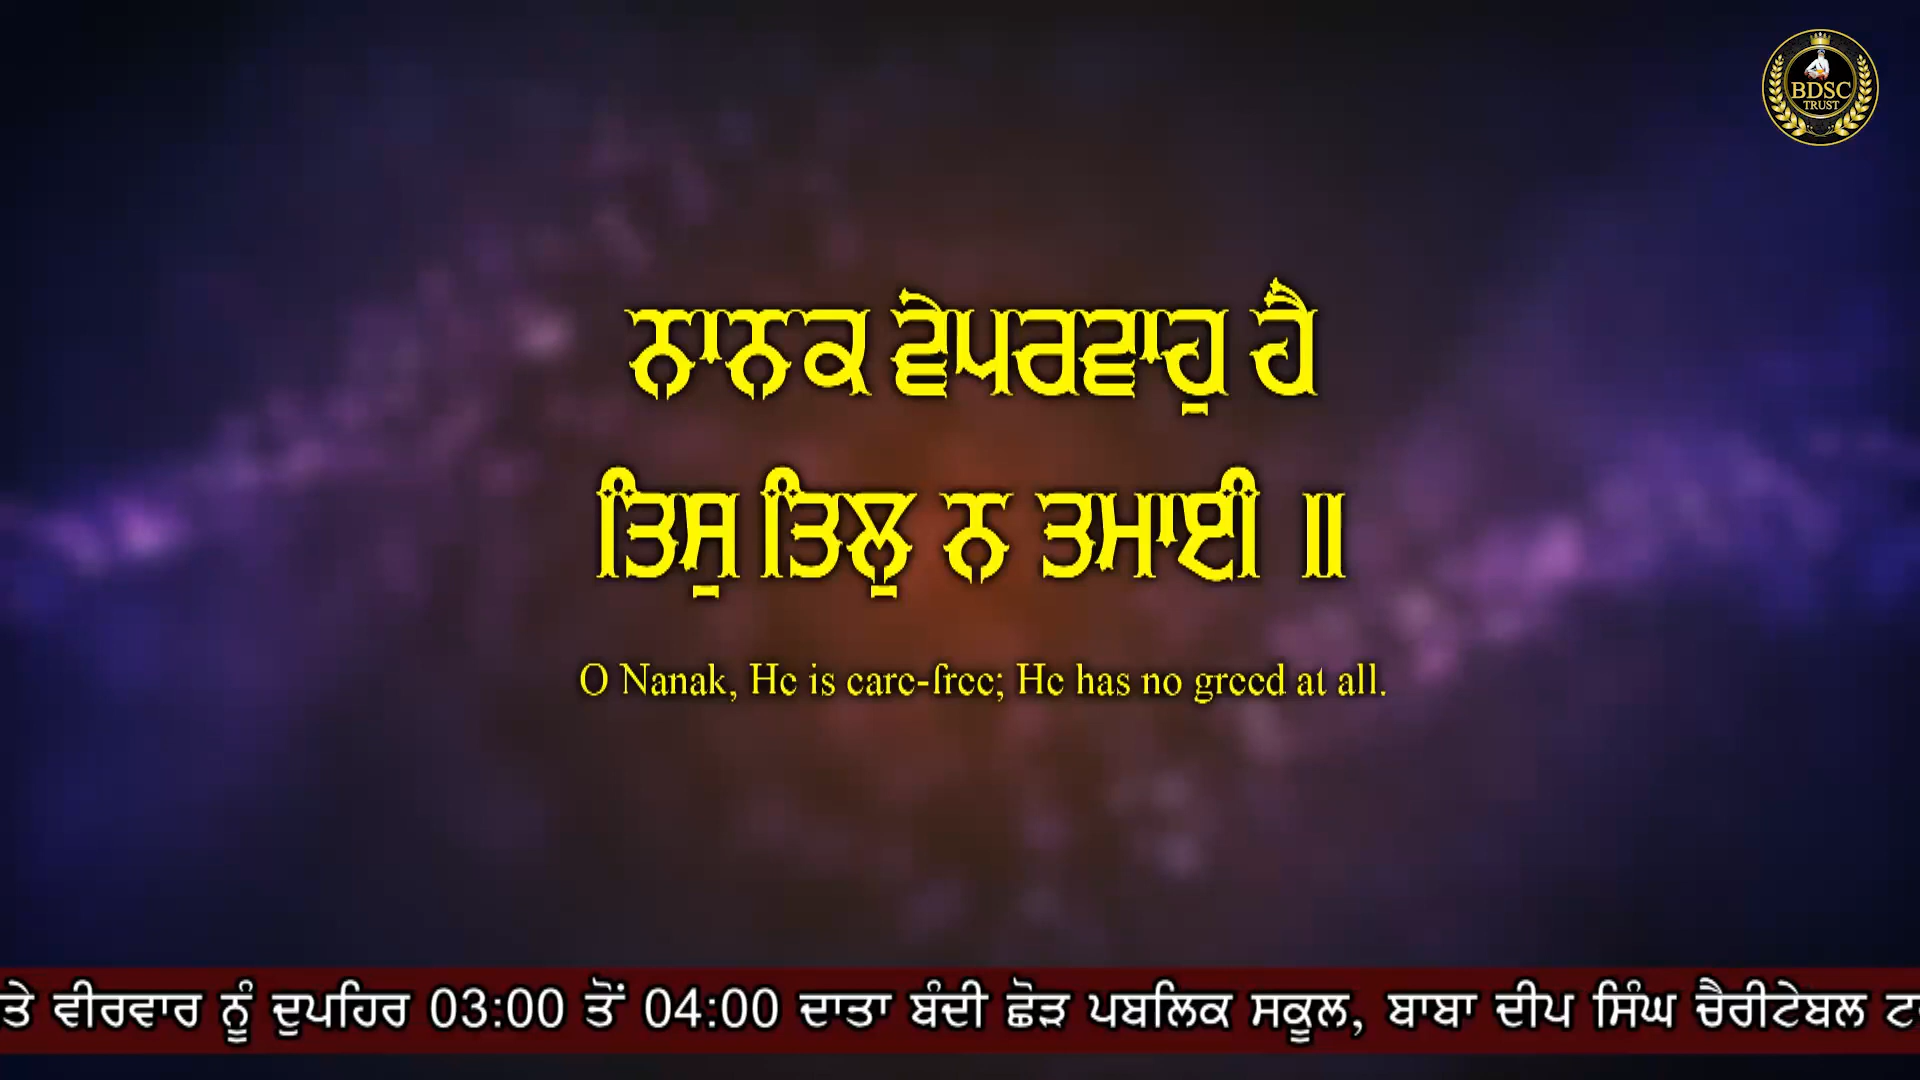 BDSC
TRUST
ਨਾਨਕ ਵੇਪਰਵਾਹੁ ਹੈ
ਤਿਸੁ ਤਿਲੁ ਨ ਤਮਾਈ ॥
O Nanak, He is care-free; He has no greed at all.
ਤੇ ਵੀਰਵਾਰ ਨੂੰ ਦੁਪਹਿਰ 03:00 ਤੋਂ 04:00 ਦਾਤਾ ਬੰਦੀ ਛੋੜ ਪਬਲਿਕ ਸਕੂਲ, ਬਾਬਾ ਦੀਪ ਸਿੰਘ ਚੈਰੀਟੇਬਲ